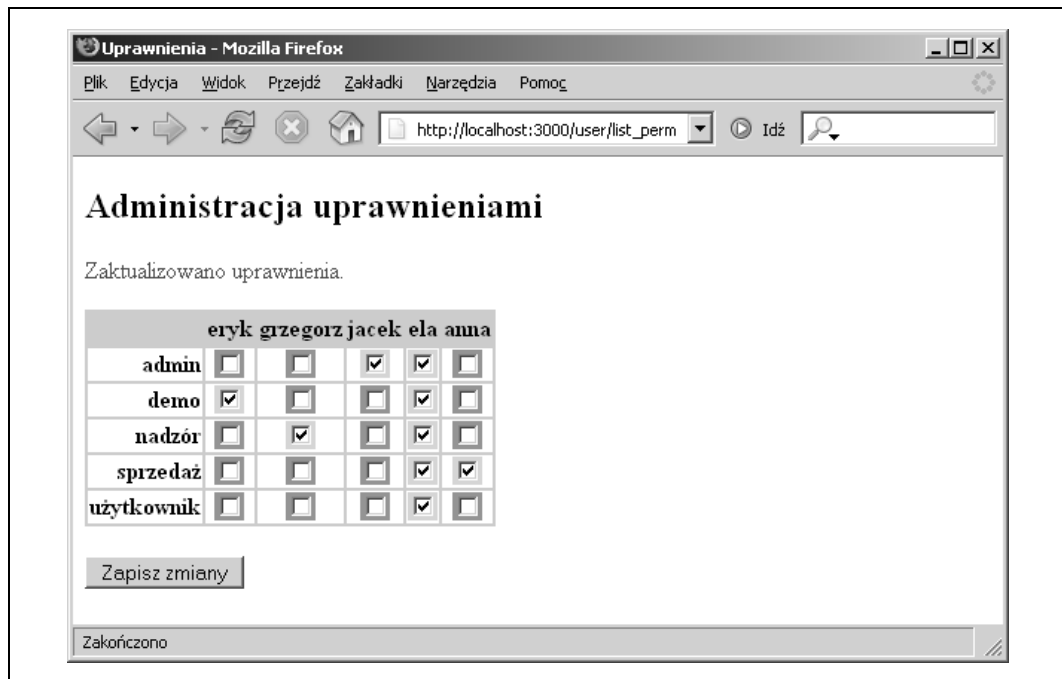 Uprawnienia - Mozilla Firefox
Plik Edycja Widok Przejdź Zakładki Narzędzia Pomoc
http://localhost:3000/user/list_perm Idź
Administracja uprawnieniami
Zaktualizowano uprawnienia.
eryk grzegorz jacek ela anna
admin
demo
nadzór
sprzedaż
użytkownik
Zapisz zmiany
Zakończono